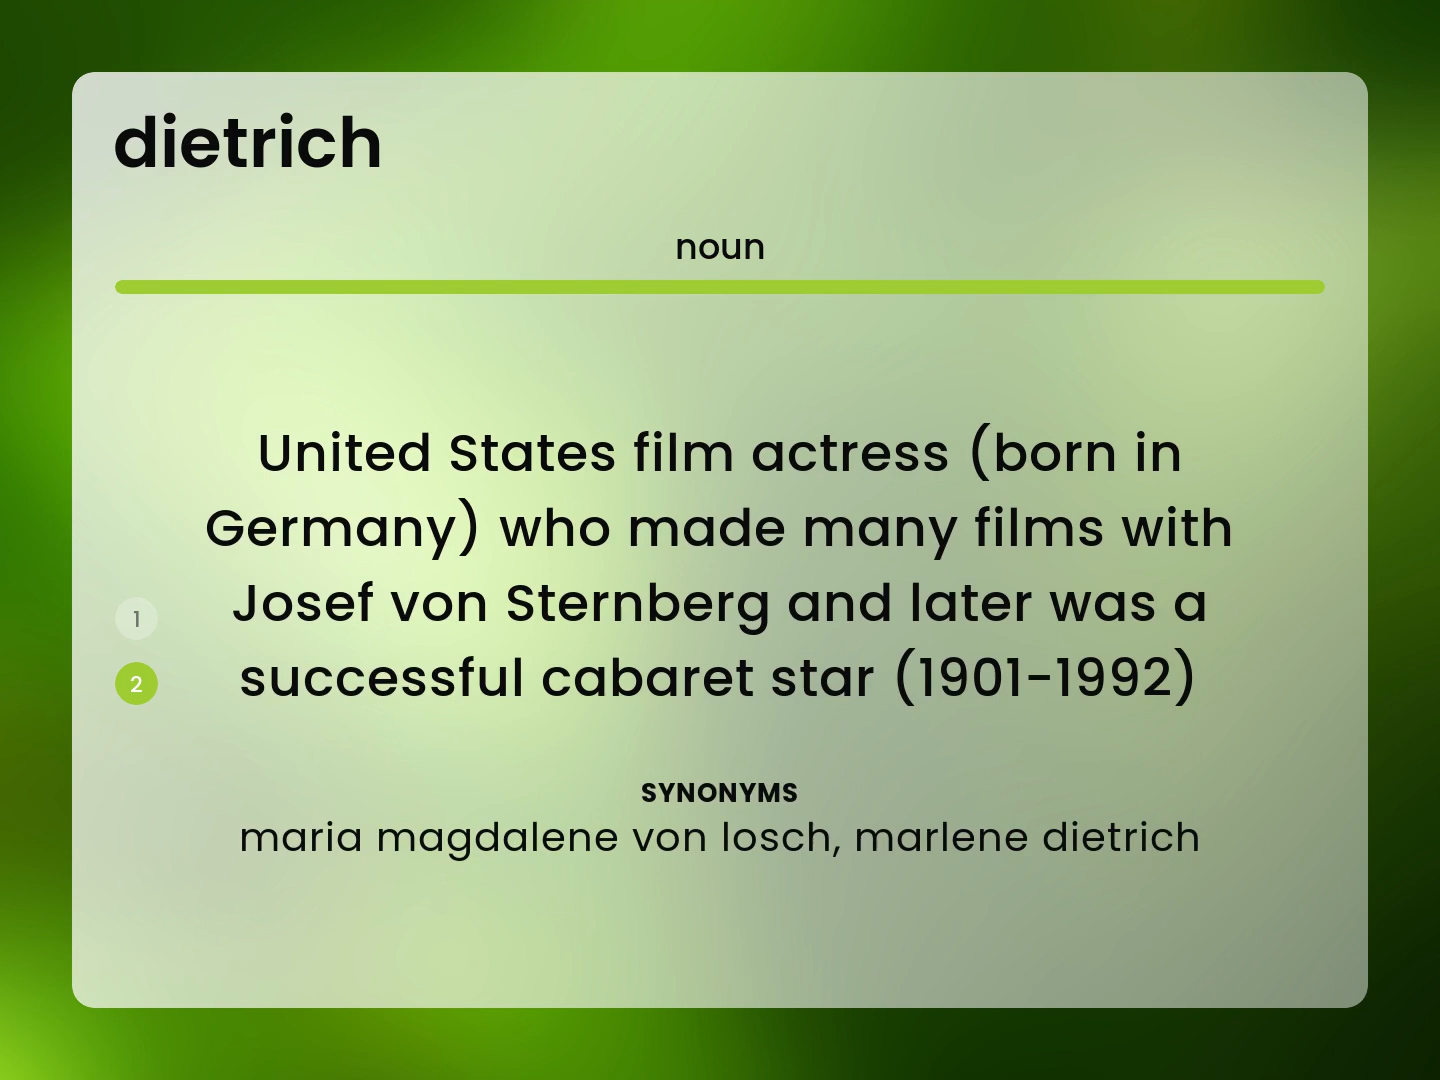 dietrich
noun
United States film actress (born in
Germany) who made many films with
Josef von Sternberg and later was a
successful cabaret star (1901-1992)
1
2
SYNONYMS
maria magdalene von losch, marlene dietrich